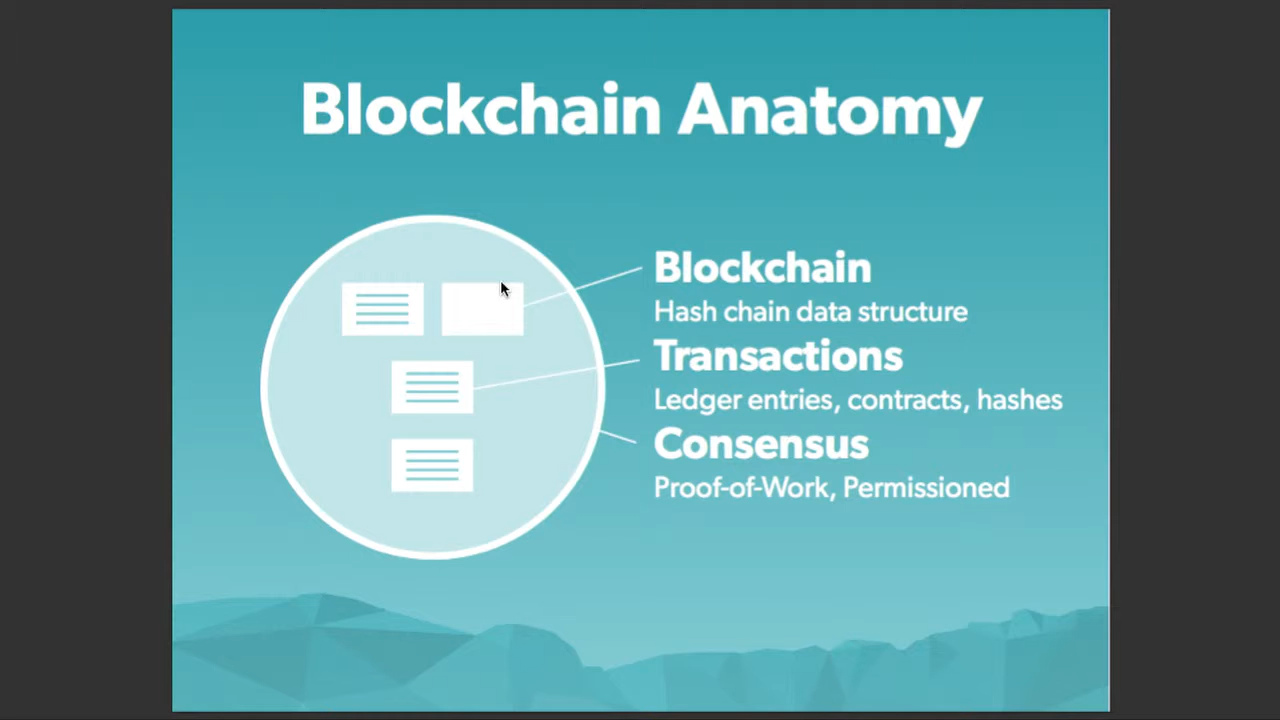 Blockchain Anatomy
Blockchain
Hash chain data structure
Transactions
Ledger entries, contracts, hashes
Consensus
Proof-of-Work, Permissioned